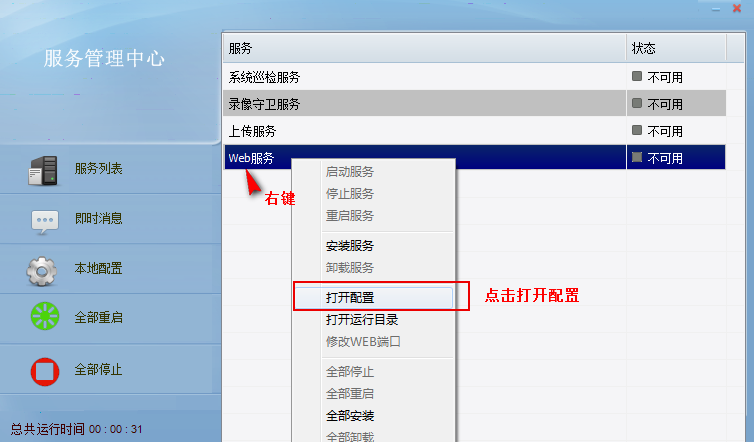 服务管理中心
服务列表
即时消息
本地配置
全部重启
全部停止
总共运行时间 00 : 00 : 31
服务 状态
系统巡检服务 不可用
录像守卫服务 不可用
上传服务 不可用
Web服务 不可用
右键
启动服务
停止服务
重启服务
安装服务
卸载服务
打开配置
点击打开配置
打开运行目录
修改WEB端口
全部停止
全部重启
全部安装
全部卸载